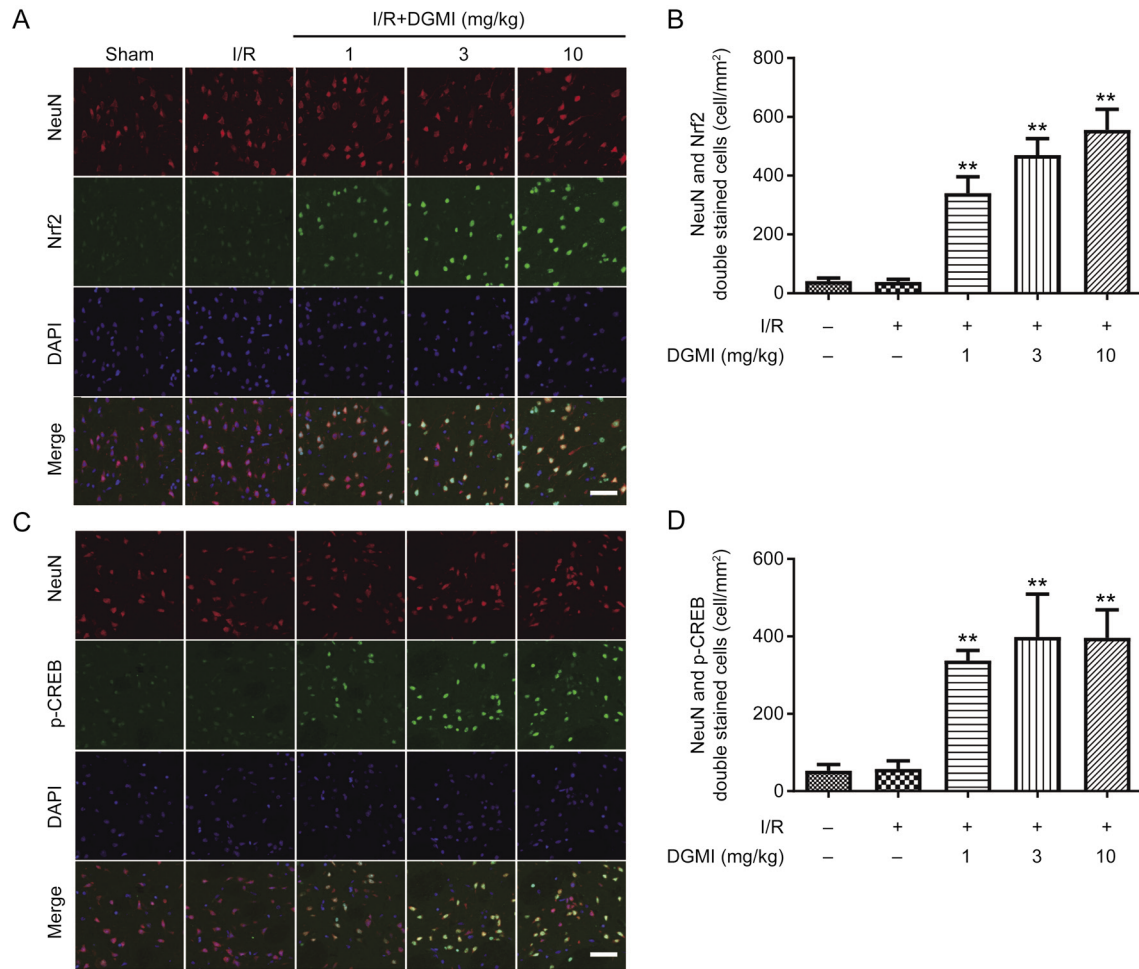 A
I/R+DGMI (mg/kg)
Sham I/R 1 3 10
NeuN
Nrf2
DAPI
Merge
B
NeuN and Nrf2
double stained cells (cell/mm²)
800
600
400
200
0
** ** **
I/R – + + + +
DGMI (mg/kg) – – 1 3 10
C
NeuN
p-CREB
DAPI
Merge
D
NeuN and p-CREB
double stained cells (cell/mm²)
600
400
200
0
** ** **
I/R – + + + +
DGMI (mg/kg) – – 1 3 10